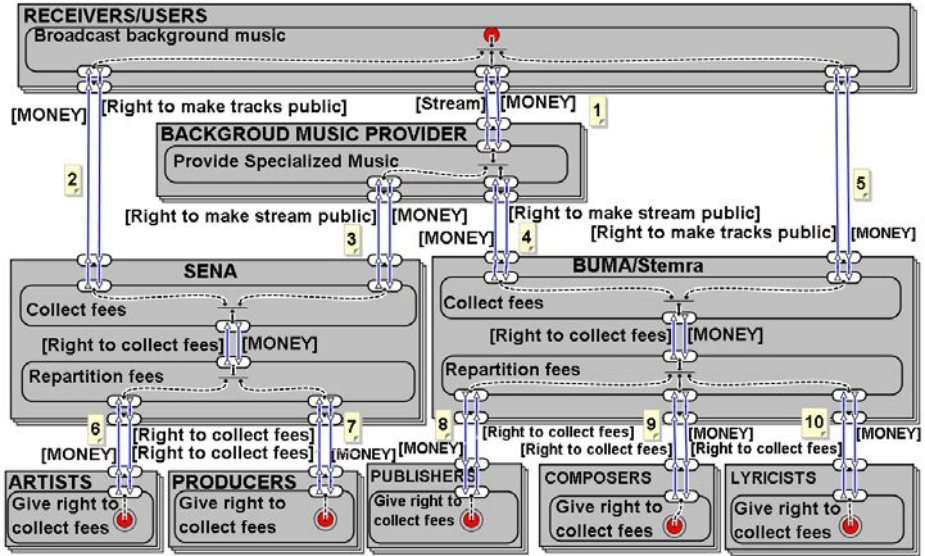 RECEIVERS/USERS
Broadcast background music
[MONEY]
[Right to make tracks public]
[Stream]
[MONEY]
1
BACKGROUD MUSIC PROVIDER
Provide Specialized Music
2
5
[Right to make stream public]
[MONEY]
3
[Right to make stream public]
[MONEY]
4
[Right to make tracks public]
[MONEY]
SENA
Collect fees
[Right to collect fees]
[MONEY]
Repartition fees
BUMA/Stemra
Collect fees
[Right to collect fees]
[MONEY]
Repartition fees
6
[MONEY]
[Right to collect fees]
[Right to collect fees]
7
[MONEY]
8
[MONEY]
[Right to collect fees]
[Right to collect fees]
9
[MONEY]
[Right to collect fees]
10
[MONEY]
ARTISTS
Give right to
collect fees
PRODUCERS
Give right to
collect fees
PUBLISHERS
Give right to
collect fees
COMPOSERS
Give right to
collect fees
LYRICISTS
Give right to
collect fees